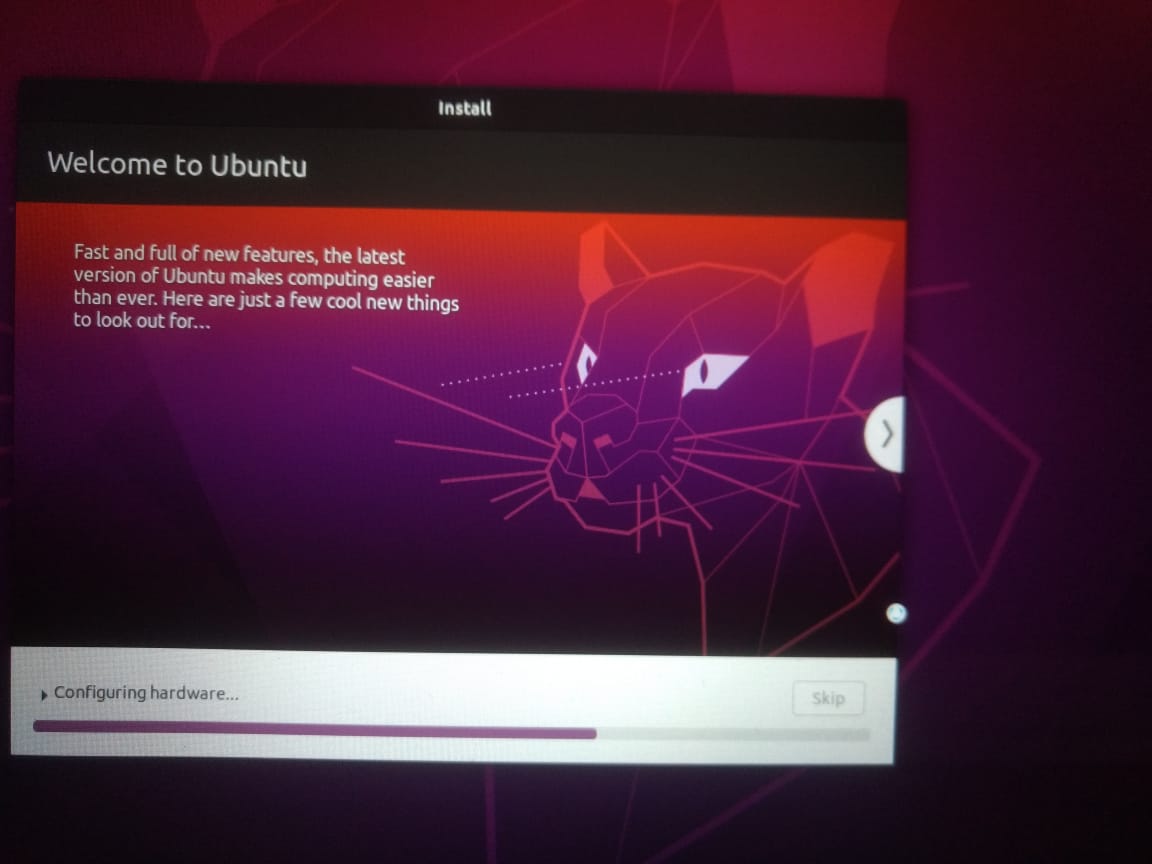 Install
Welcome to Ubuntu
Fast and full of new features, the latest
version of Ubuntu makes computing easier
than ever. Here are just a few cool new things
to look out for...
Configuring hardware...
Skip